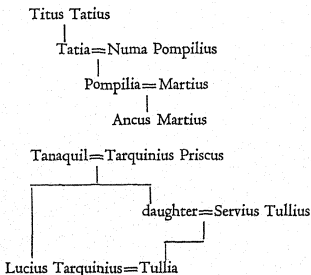 Titus Tatius
Tatia=Numa Pompilius
Pompilia=Martius
Ancus Martius
Tanaquil=Tarquinius Priscus
daughter=Servius Tullius
Lucius Tarquinius=Tullia